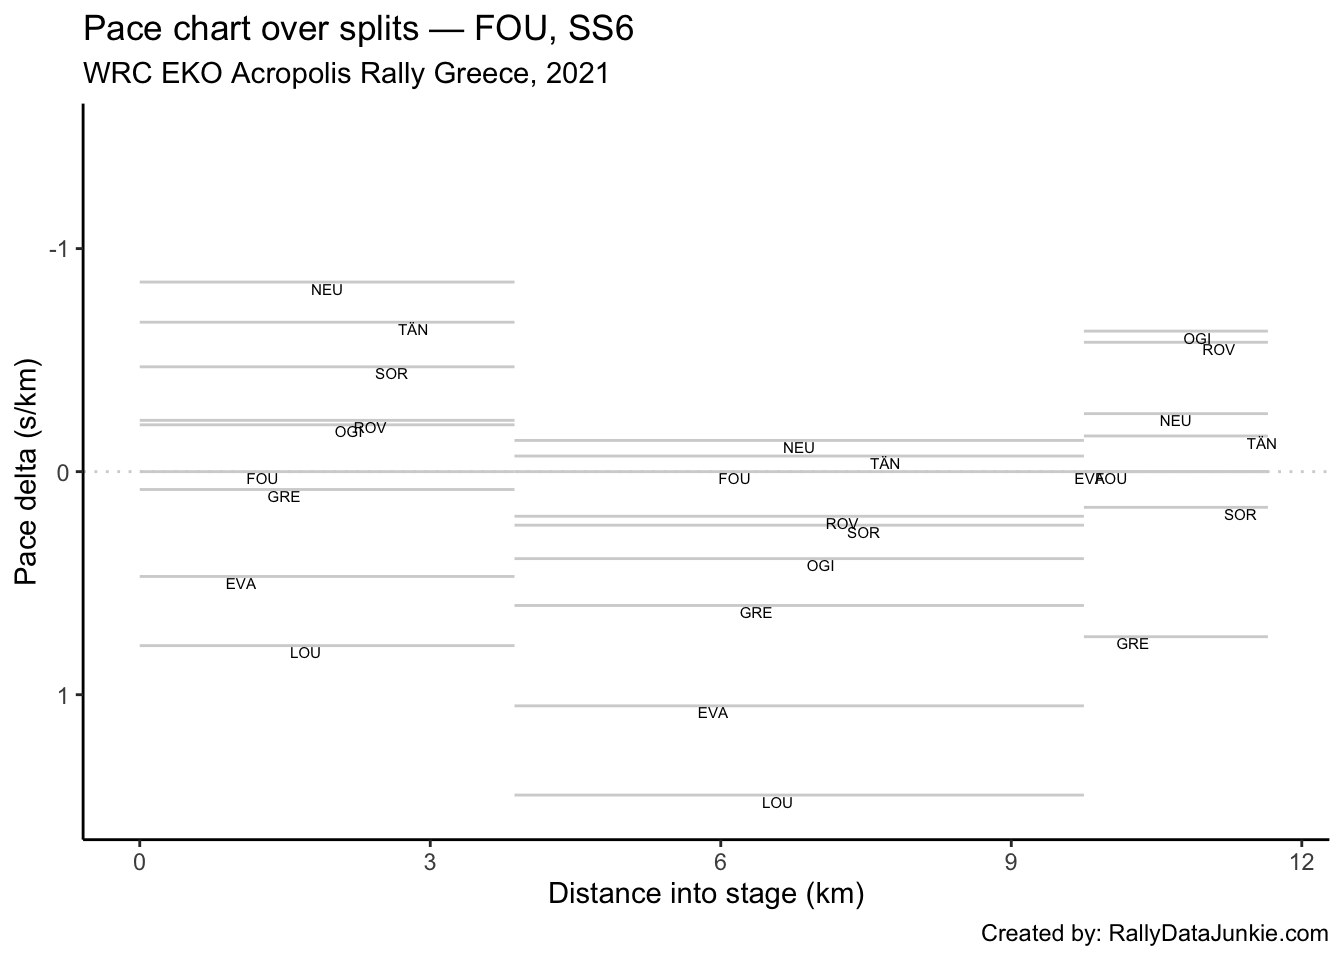 Pace chart over splits — FOU, SS6
WRC EKO Acropolis Rally Greece, 2021
Pace delta (s/km)
-1
0
1
NEU
TÄN
SOR
ROV
OGI
FOU
GRE
EVA
LOU
NEU
TÄN
FOU
ROV
SOR
OGI
GRE
EVA
LOU
OGI
ROV
NEU
TÄN
EVA
FOU
SOR
GRE
0 3 6 9 12
Distance into stage (km)
Created by: RallyDataJunkie.com